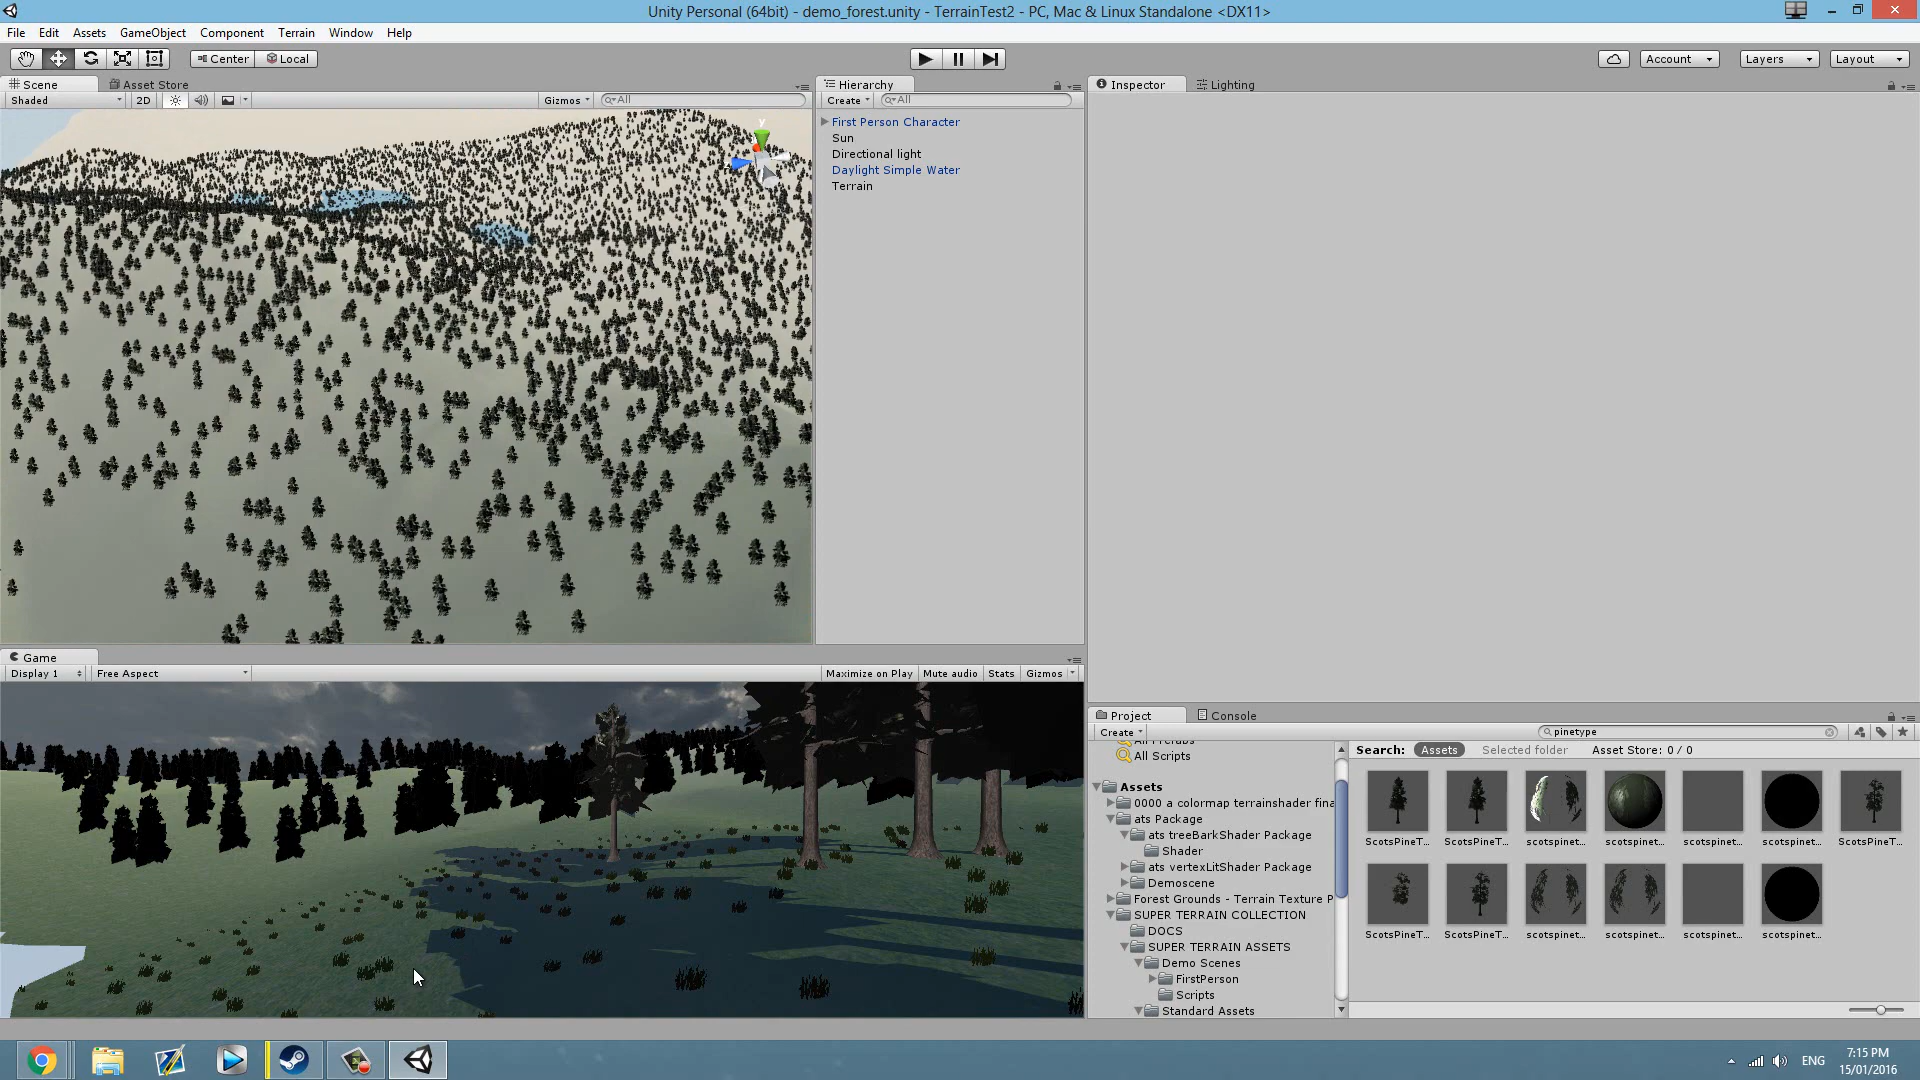 Unity Personal (64bit) - demo_forest.unity - TerrainTest2 - PC, Mac & Linux Standalone <DX11>
File Edit Assets GameObject Component Terrain Window Help
Center Local Account Layers Layout
Scene Asset Store
Shaded 2D Gizmos All
y
Hierarchy
Create All
First Person Character
Sun
Directional light
Daylight Simple Water
Terrain
Inspector Lighting
Game
Display 1 Free Aspect Maximize on Play Mute audio Stats Gizmos
Project Console
Create pinetype
All Prefabs
All Scripts
Assets
0000 a colormap terrainshader fina
ats Package
ats treeBarkShader Package
Shader
ats vertexLitShader Package
Demoscene
Forest Grounds - Terrain Texture P
SUPER TERRAIN COLLECTION
DOCS
SUPER TERRAIN ASSETS
Demo Scenes
FirstPerson
Scripts
Standard Assets
Search: Assets Selected folder Asset Store: 0 / 0
ScotsPineT... ScotsPineT... scotspinet... scotspinet... scotspinet... scotspinet... ScotsPineT...
ScotsPineT... ScotsPineT... scotspinet... scotspinet... scotspinet... scotspinet...
ENG
7:15 PM
15/01/2016